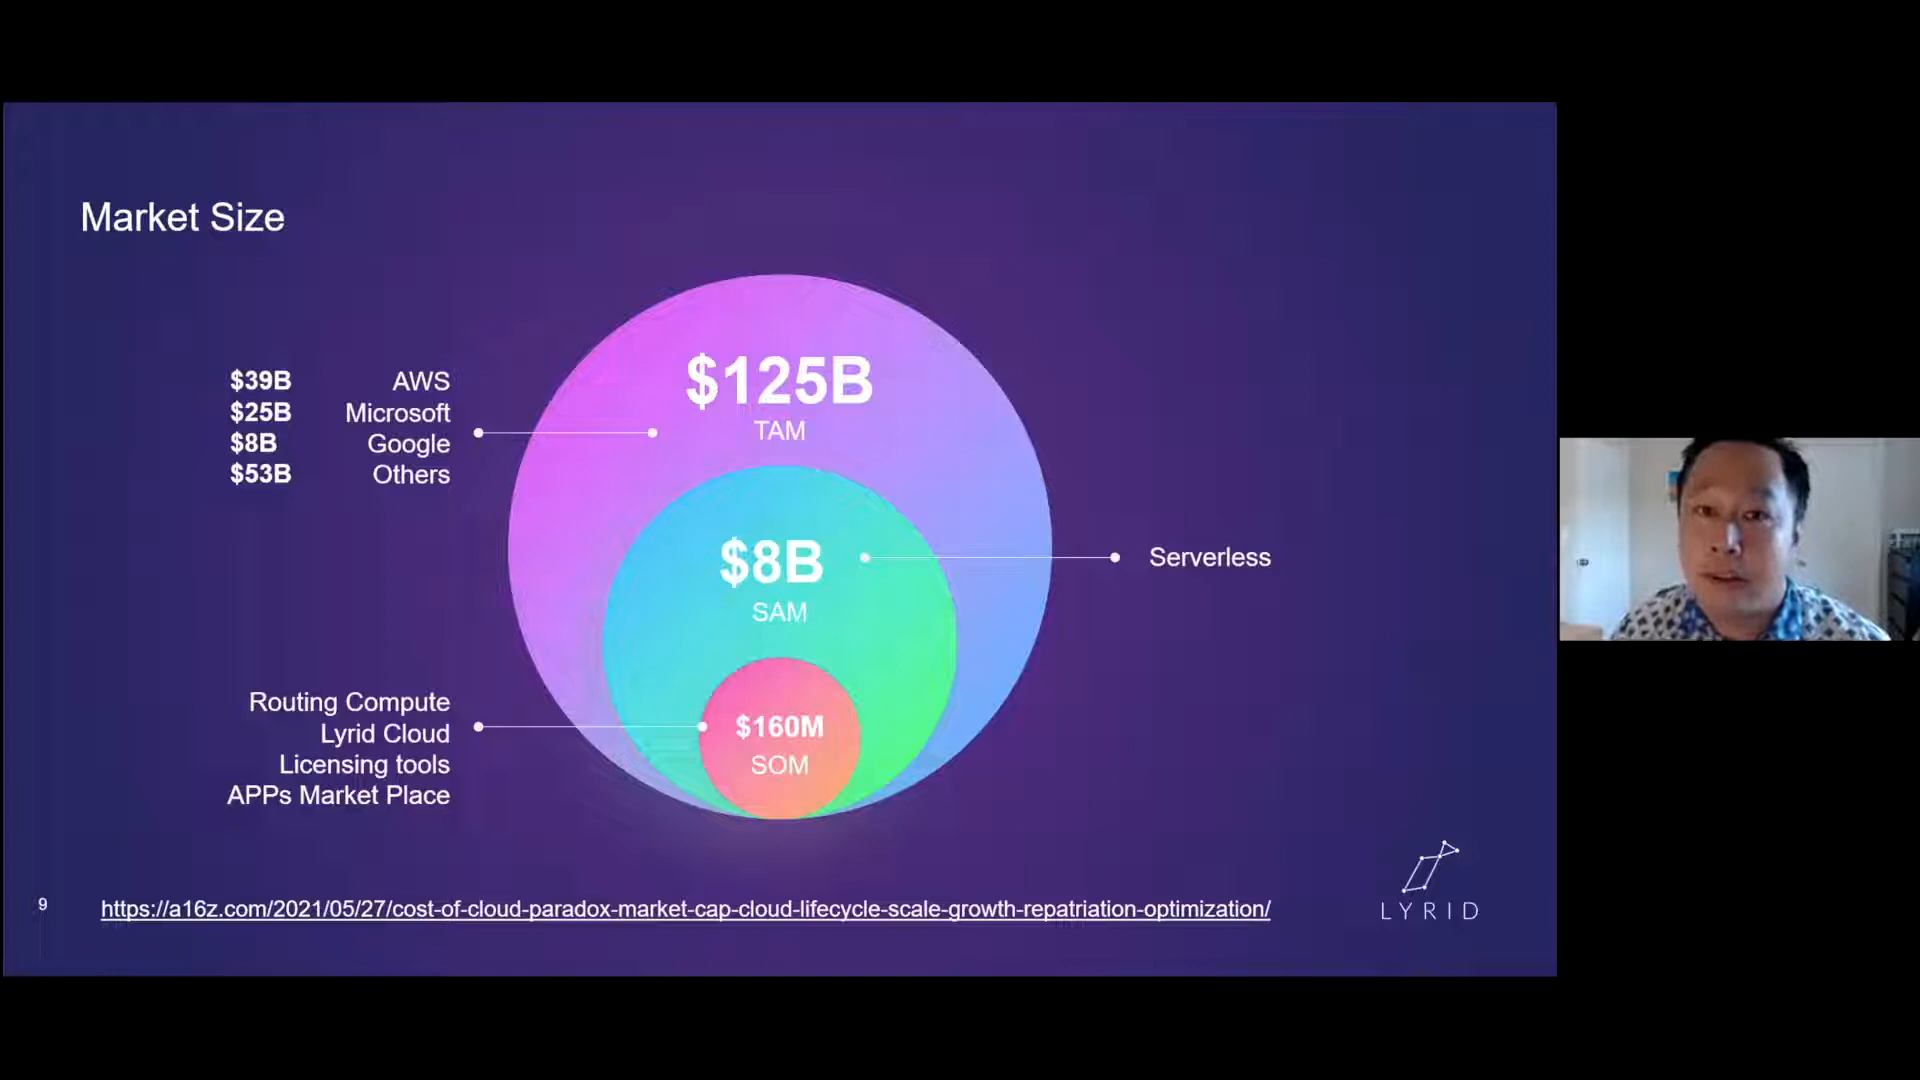 Market Size
$39B AWS
$25B Microsoft
$8B Google
$53B Others
$125B
TAM
$8B
SAM
Serverless
Routing Compute
Lyrid Cloud
Licensing tools
APPs Market Place
$160M
SOM
9
https://a16z.com/2021/05/27/cost-of-cloud-paradox-market-cap-cloud-lifecycle-scale-growth-repatriation-optimization/
LYRID